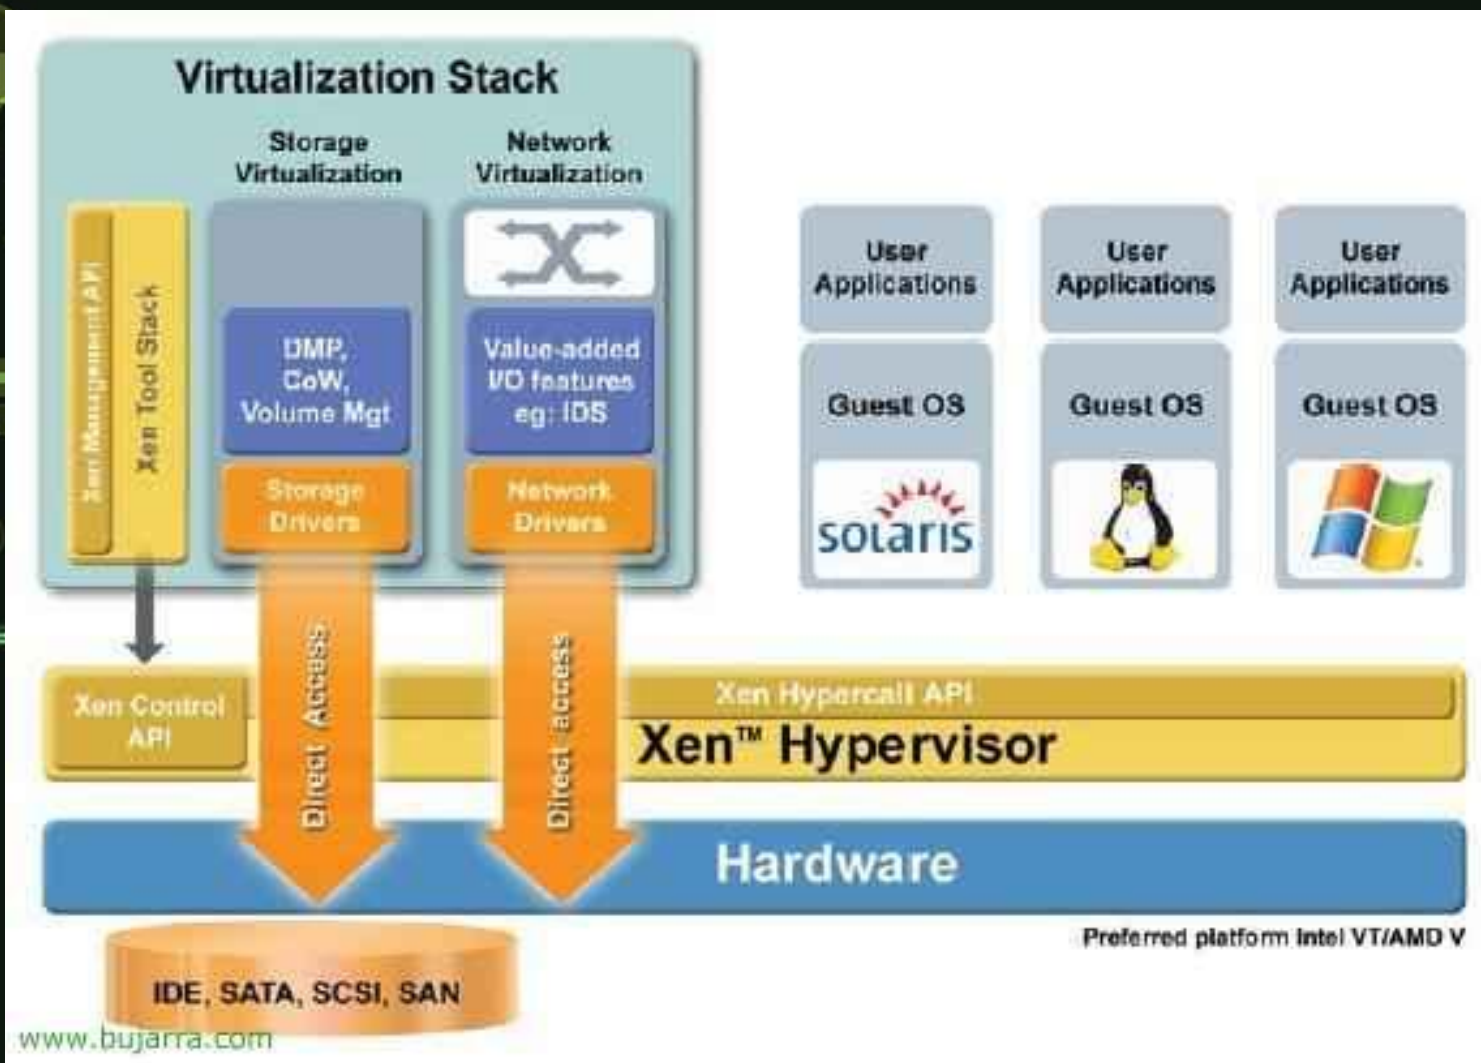 Virtualization Stack
Storage
Virtualization
Network
Virtualization
Xen Management API
Xen Tool Stack
DMP,
CoW,
Volume Mgt
Value-added
I/O features
eg: IDS
Storage
Drivers
Network
Drivers
User
Applications
User
Applications
User
Applications
Guest OS
Guest OS
Guest OS
solaris
Direct Access
Direct access
Xen Control
API
Xen Hypercall API
Xen™ Hypervisor
Hardware
Preferred platform Intel VT/AMD V
IDE, SATA, SCSI, SAN
www.bujarra.com